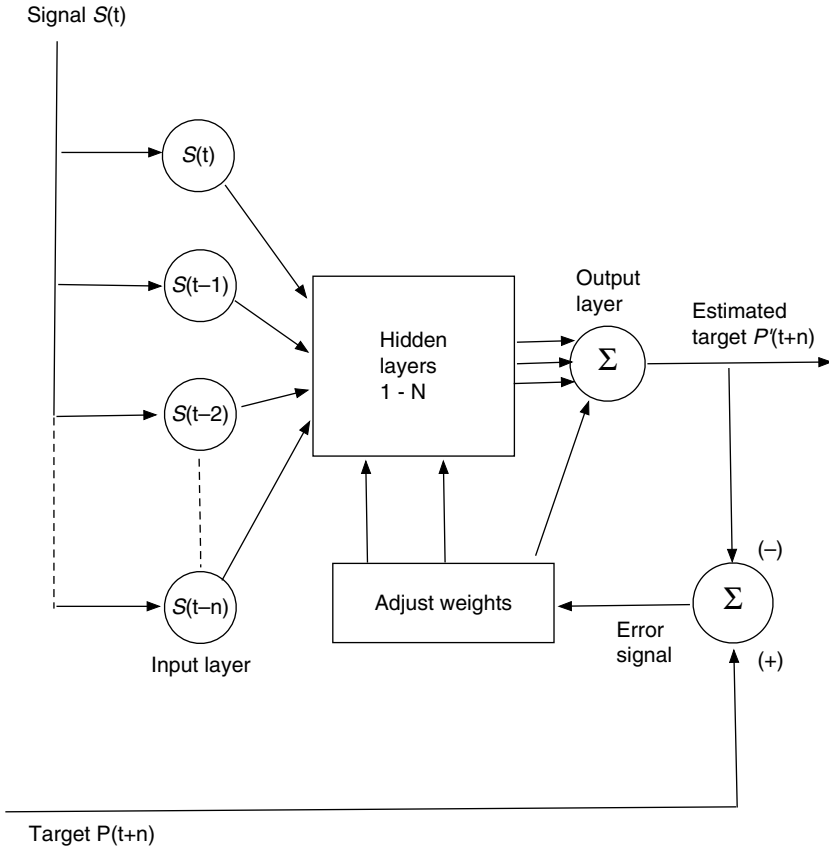 Signal S(t)
S(t)
S(t–1)
S(t–2)
S(t–n)
Input layer
Hidden
layers
1 - N
Output
layer
Σ
Estimated
target P'(t+n)
Adjust weights
Error
signal
(–)
Σ
(+)
Target P(t+n)